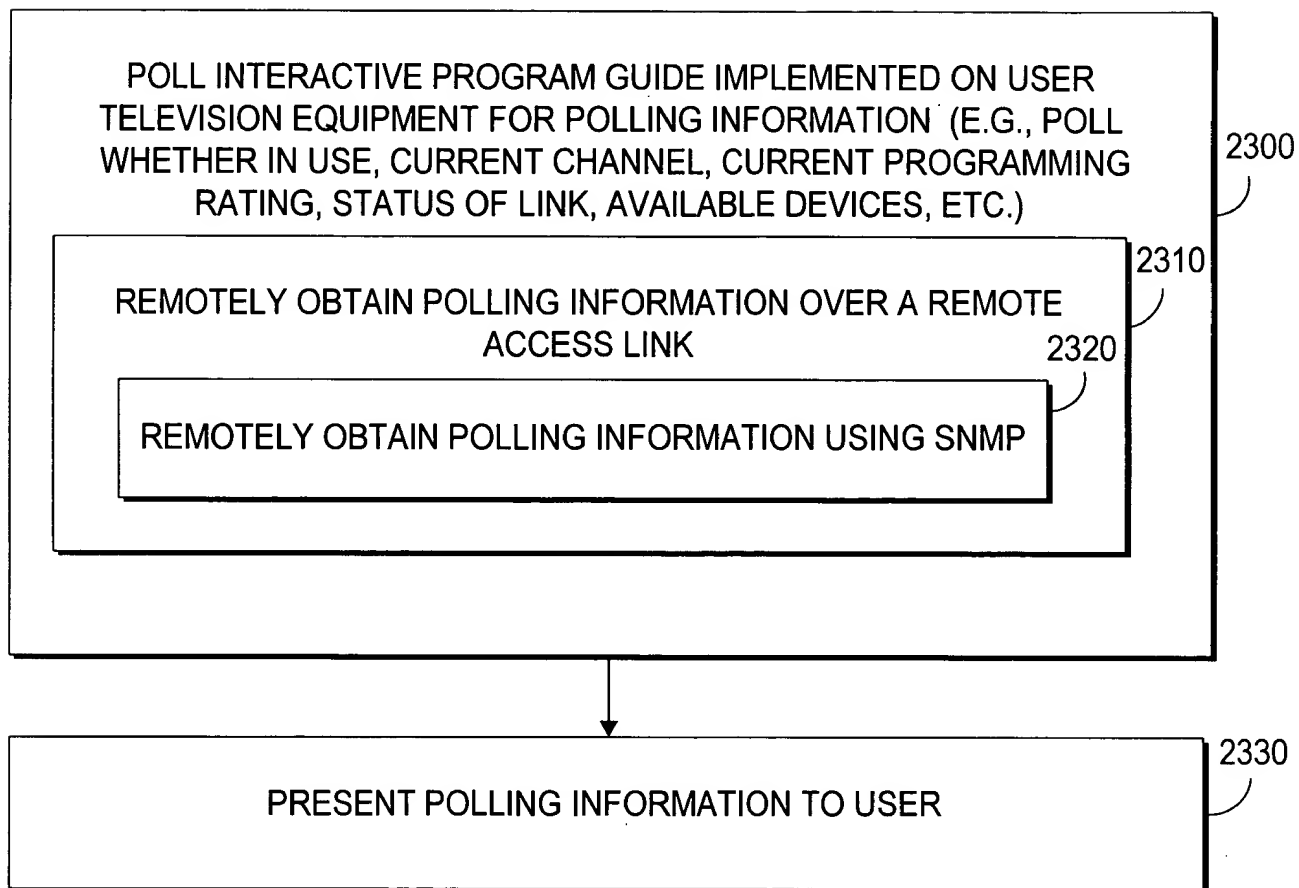 POLL INTERACTIVE PROGRAM GUIDE IMPLEMENTED ON USER
TELEVISION EQUIPMENT FOR POLLING INFORMATION (E.G., POLL
WHETHER IN USE, CURRENT CHANNEL, CURRENT PROGRAMMING
RATING, STATUS OF LINK, AVAILABLE DEVICES, ETC.)
2300
2310
REMOTELY OBTAIN POLLING INFORMATION OVER A REMOTE
ACCESS LINK
2320
REMOTELY OBTAIN POLLING INFORMATION USING SNMP
2330
PRESENT POLLING INFORMATION TO USER